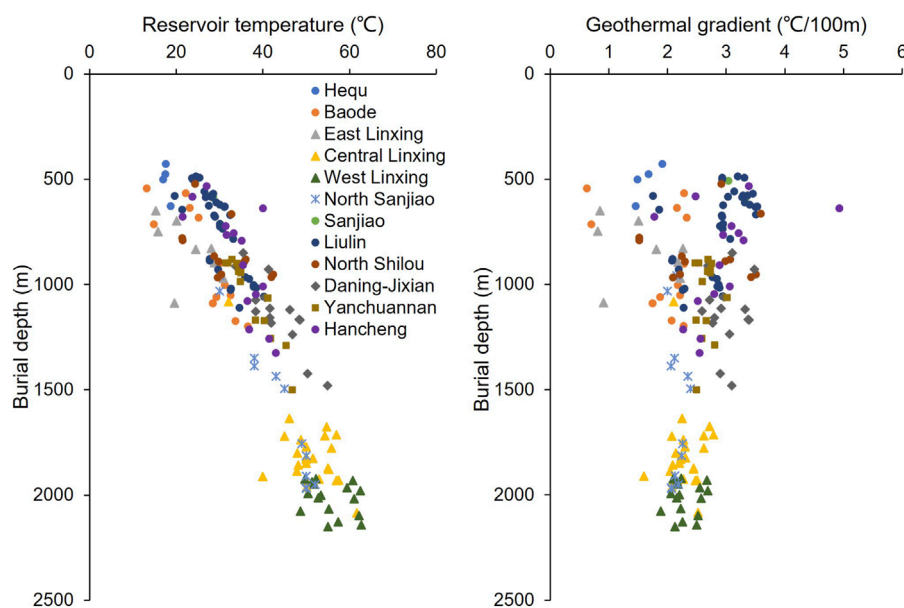 Reservoir temperature (℃)
0 20 40 60 80
0
500
1000
1500
2000
2500
Burial depth (m)
Hequ
Baode
East Linxing
Central Linxing
West Linxing
North Sanjiao
Sanjiao
Liulin
North Shilou
Daning-Jixian
Yanchuannan
Hancheng
Geothermal gradient (℃/100m)
0 1 2 3 4 5 6
0
500
1000
1500
2000
2500
Burial depth (m)